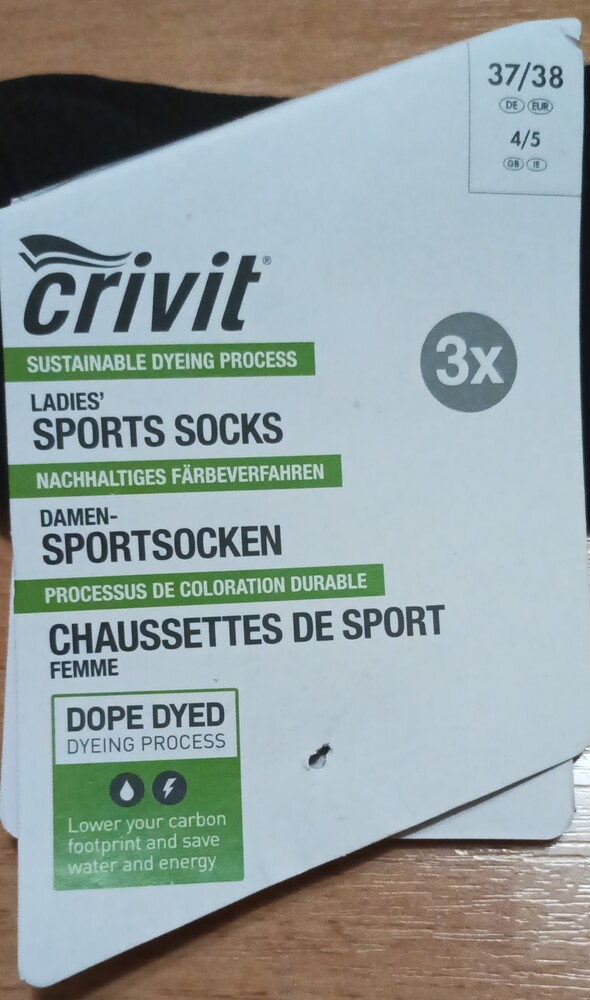 37/38
DE EUR
4/5
GB IE
crivit®
SUSTAINABLE DYEING PROCESS
LADIES'
SPORTS SOCKS
3x
NACHHALTIGES FÄRBEVERFAHREN
DAMEN-
SPORTSOCKEN
PROCESSUS DE COLORATION DURABLE
CHAUSSETTES DE SPORT
FEMME
DOPE DYED
DYEING PROCESS
Lower your carbon
footprint and save
water and energy